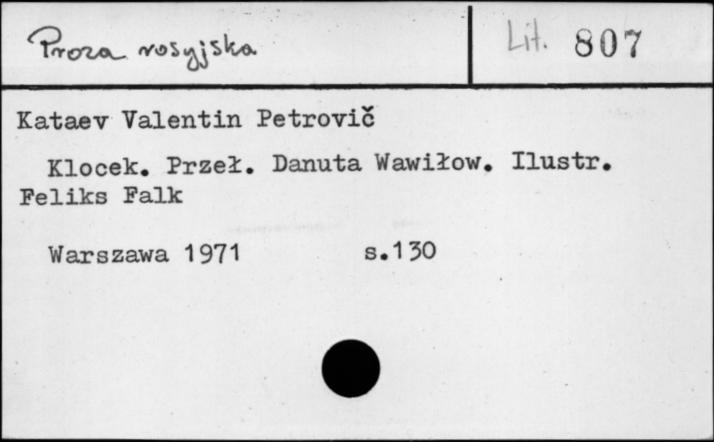 Proza rosyjska
Lit. 807
Kataev Valentin Petrovič
Klocek. Przeł. Danuta Wawiłow. Ilustr.
Feliks Falk
Warszawa 1971 s.130